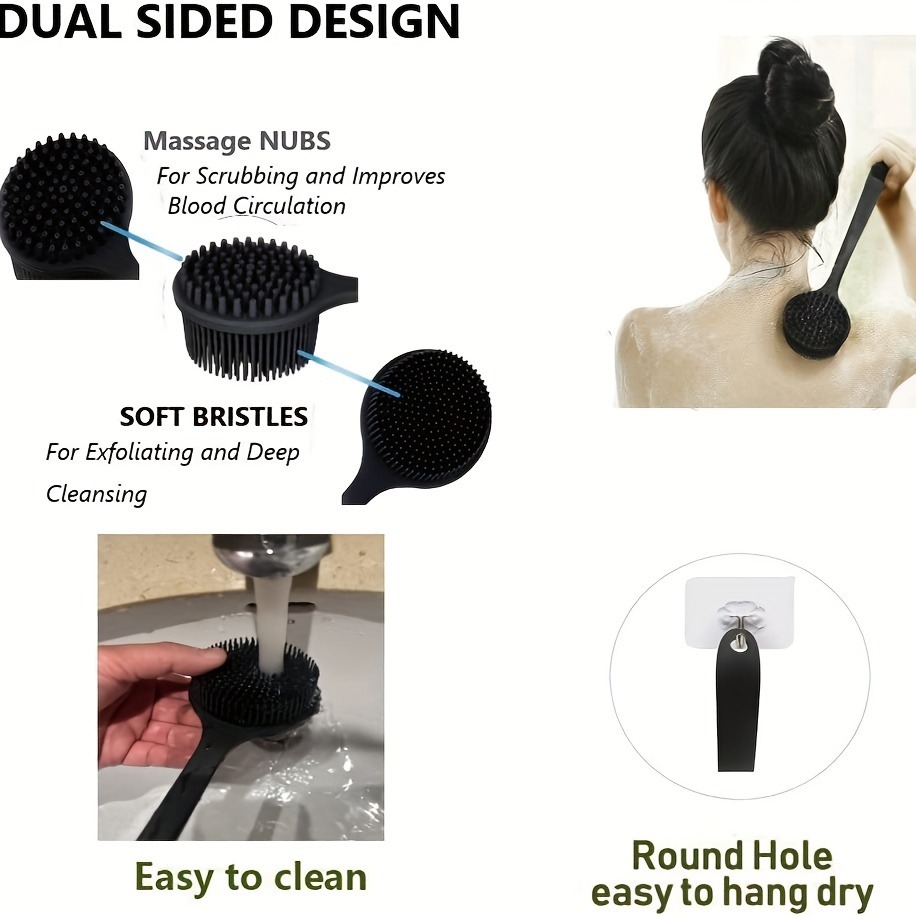 DUAL SIDED DESIGN
Massage NUBS
For Scrubbing and Improves
Blood Circulation
SOFT BRISTLES
For Exfoliating and Deep
Cleansing
Easy to clean
Round Hole
easy to hang dry